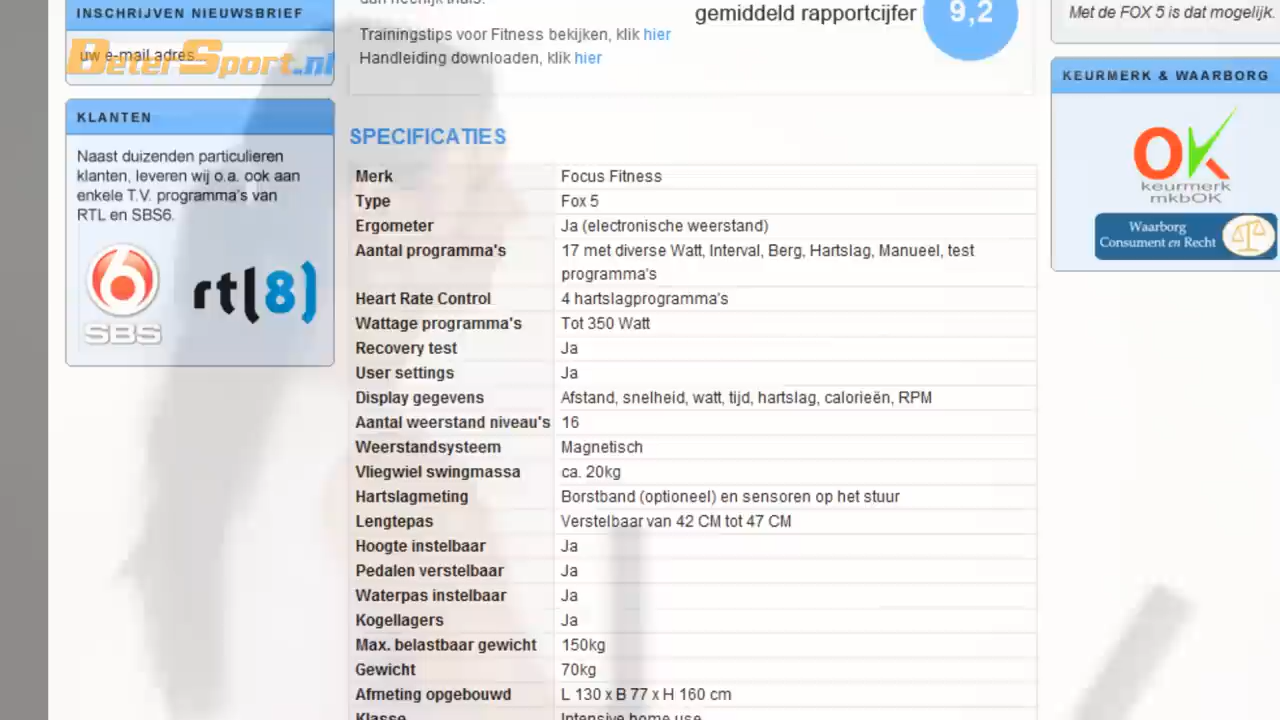 INSCHRIJVEN NIEUWSBRIEF
uw e-mail adres...
BeterSport.nl
KLANTEN
Naast duizenden particulieren
klanten, leveren wij o.a. ook aan
enkele T.V. programma's van
RTL en SBS6.
6
SBS
rtl(8)
Trainingstips voor Fitness bekijken, klik hier
Handleiding downloaden, klik hier
gemiddeld rapportcijfer
9,2
SPECIFICATIES
Merk Focus Fitness
Type Fox 5
Ergometer Ja (electronische weerstand)
Aantal programma's 17 met diverse Watt, Interval, Berg, Hartslag, Manueel, test
programma's
Heart Rate Control 4 hartslagprogramma's
Wattage programma's Tot 350 Watt
Recovery test Ja
User settings Ja
Display gegevens Afstand, snelheid, watt, tijd, hartslag, calorieën, RPM
Aantal weerstand niveau's 16
Weerstandsysteem Magnetisch
Vliegwiel swingmassa ca. 20kg
Hartslagmeting Borstband (optioneel) en sensoren op het stuur
Lengtepas Verstelbaar van 42 CM tot 47 CM
Hoogte instelbaar Ja
Pedalen verstelbaar Ja
Waterpas instelbaar Ja
Kogellagers Ja
Max. belastbaar gewicht 150kg
Gewicht 70kg
Afmeting opgebouwd L 130 x B 77 x H 160 cm
Klasse Intensive home use
Met de FOX 5 is dat mogelijk.
KEURMERK & WAARBORG
OK
keurmerk
mkbOK
Waarborg
Consument en Recht